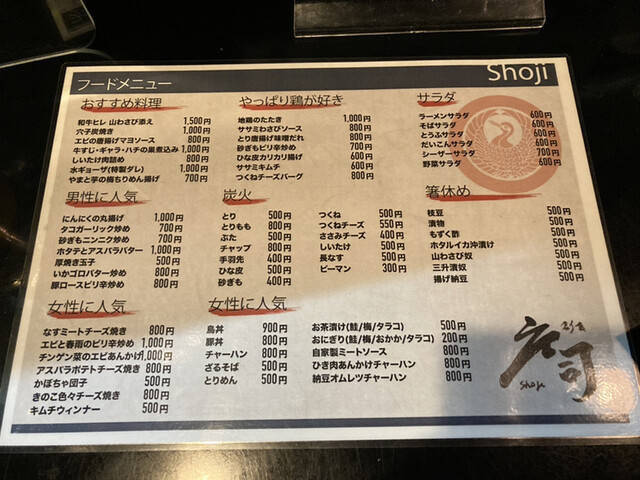 フードメニュー
Shoji
おすすめ料理
和牛ヒレ 山わさび添え 1,500円
穴子炭焼き 1,000円
エビの唐揚げマヨソース 800円
牛すじ・ギャラ・ハチの巣煮込み 1,000円
しいたけ肉詰め 800円
水ギョーザ(特製ダレ) 1,000円
やまと芋の梅ちりめん揚げ 700円
やっぱり鶏が好き
地鶏のたたき 1,000円
ササミわさびソース 800円
とり唐揚げ味噌だれ 800円
砂ぎもピリ辛炒め 700円
ひな皮カリカリ揚げ 600円
ササミキムチ 600円
つくねチーズバーグ 800円
サラダ
ラーメンサラダ 600円
そばサラダ 600円
とうふサラダ 600円
だいこんサラダ 600円
シーザーサラダ 700円
野菜サラダ 600円
男性に人気
にんにくの丸揚げ 1,000円
タコガーリック炒め 700円
砂ぎもニンニク炒め 700円
ホタテとアスパラバター 1,000円
厚焼き玉子 500円
いかゴロバター炒め 800円
豚ロースピリ辛炒め 800円
炭火
とり 500円
とりもも 800円
ぶた 500円
チャップ 800円
手羽先 400円
ひな皮 500円
砂ぎも 400円
つくね 500円
つくねチーズ 550円
ささみチーズ 400円
しいたけ 500円
長なす 500円
ピーマン 300円
箸休め
枝豆 500円
漬物 500円
もずく酢 500円
ホタルイカ沖漬け 500円
山わさび奴 500円
三升漬奴 500円
揚げ納豆 500円
女性に人気
なすミートチーズ焼き 800円
エビと春雨のピリ辛炒め 1,000円
チンゲン菜のエビあんかけ 1,000円
アスパラポテトチーズ焼き 800円
かぼちゃ団子 500円
きのこ色々チーズ焼き 800円
キムチウィンナー 500円
女性に人気
鳥丼 900円
豚丼 800円
チャーハン 800円
ざるそば 500円
とりめん 500円
お茶漬け(鮭/梅/タラコ) 500円
おにぎり(鮭/梅/おかか/タラコ) 200円
自家製ミートソース 800円
ひき肉あんかけチャーハン 800円
納豆オムレツチャーハン 800円
庄司
Shoji